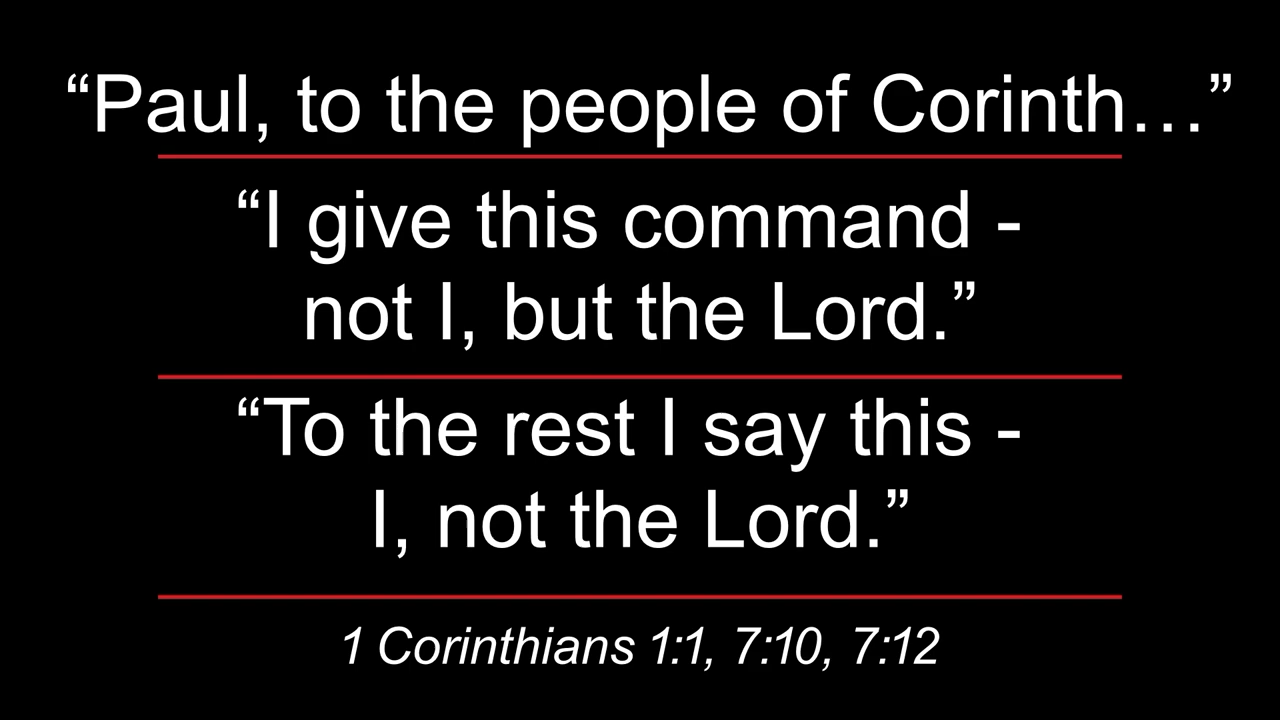 “Paul, to the people of Corinth…”
“I give this command -
not I, but the Lord.”
“To the rest I say this -
I, not the Lord.”
1 Corinthians 1:1, 7:10, 7:12